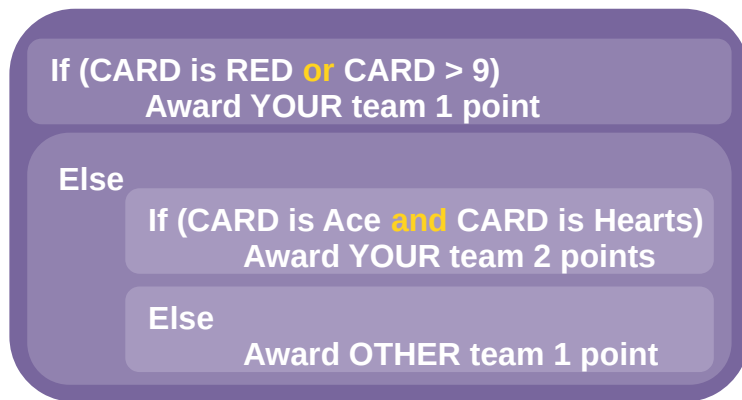 If (CARD is RED or CARD > 9)
Award YOUR team 1 point
Else
If (CARD is Ace and CARD is Hearts)
Award YOUR team 2 points
Else
Award OTHER team 1 point